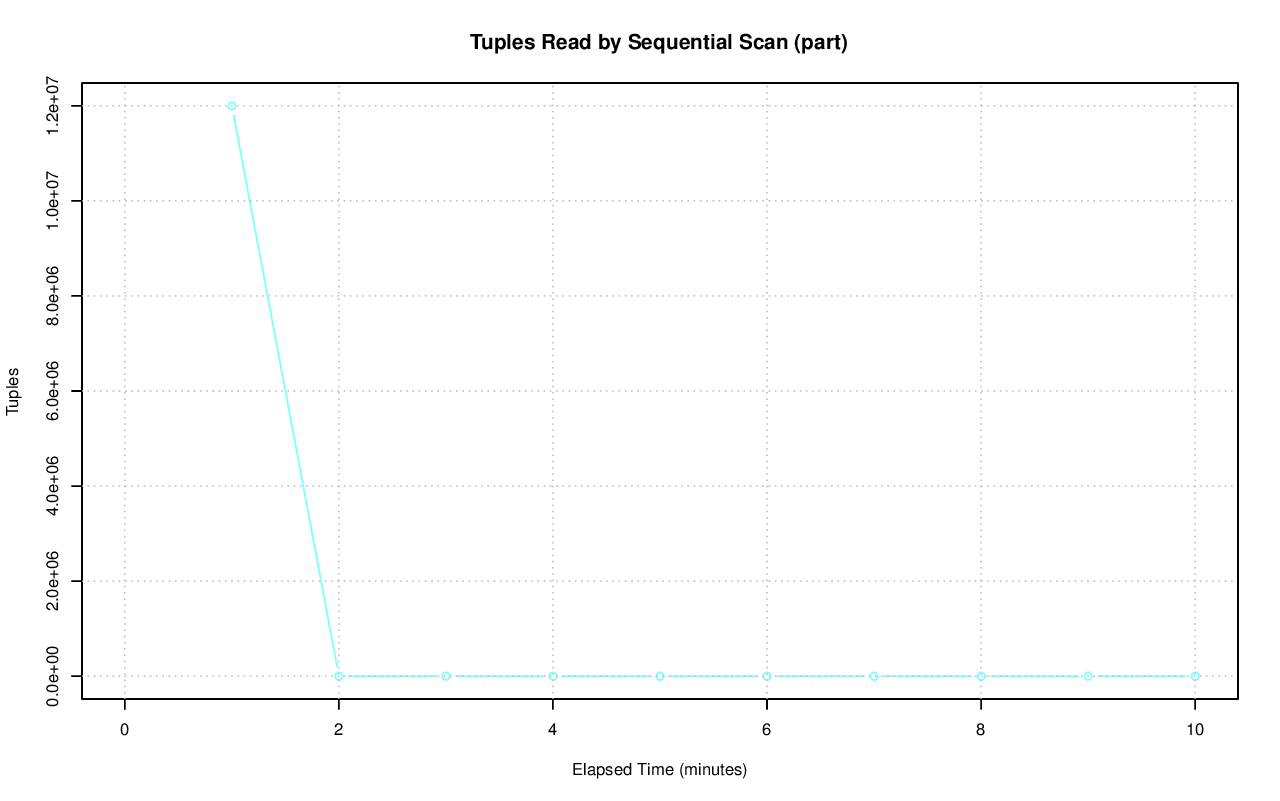 Tuples Read by Sequential Scan (part)
1.2e+07
1.0e+07
8.0e+06
6.0e+06
4.0e+06
2.0e+06
0.0e+00
Tuples
0 2 4 6 8 10
Elapsed Time (minutes)